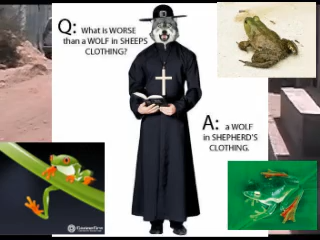 Q: What is WORSE
than a WOLF in SHEEPS
CLOTHING?
A: a WOLF
in SHEPHERD'S
CLOTHING.